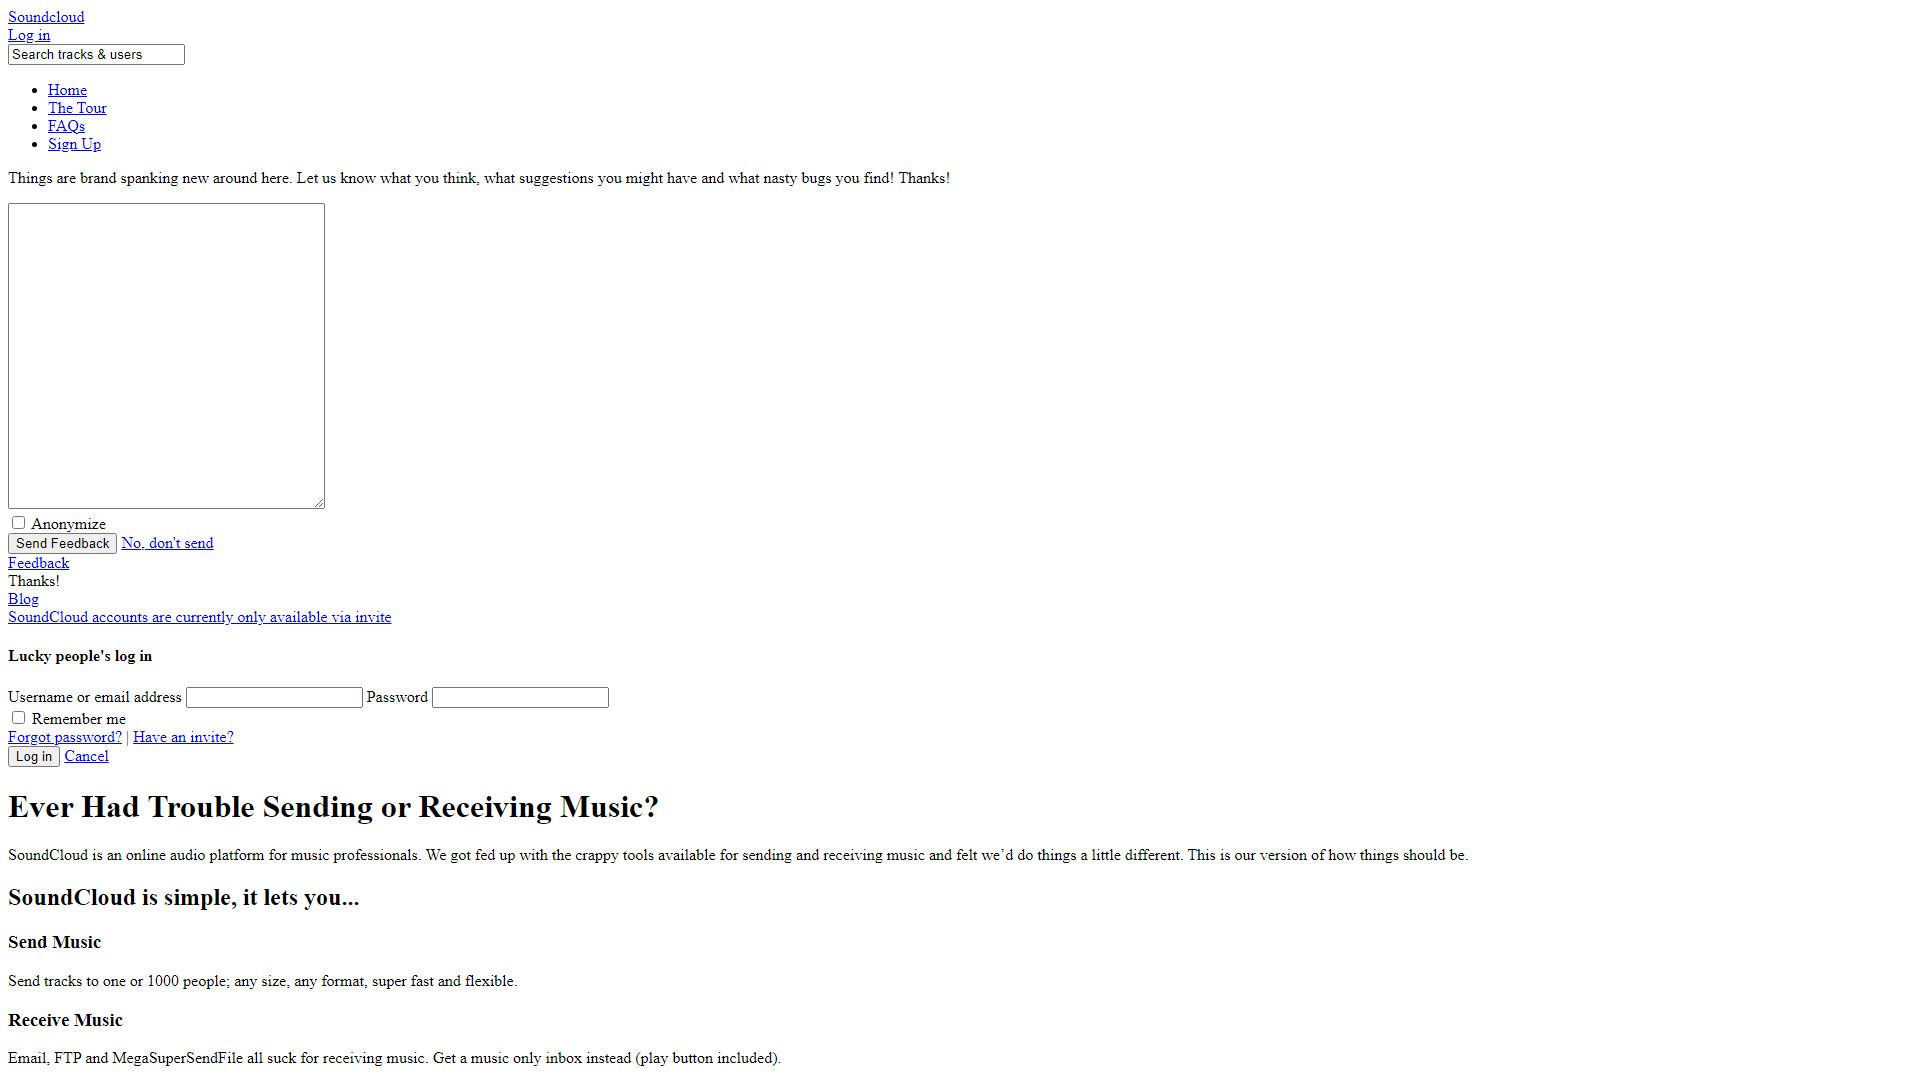 Soundcloud
Log in
Search tracks & users
Home
The Tour
FAQs
Sign Up
Things are brand spanking new around here. Let us know what you think, what suggestions you might have and what nasty bugs you find! Thanks!
Anonymize
Send Feedback No, don't send
Feedback
Thanks!
Blog
SoundCloud accounts are currently only available via invite
Lucky people's log in
Username or email address Password
Remember me
Forgot password? | Have an invite?
Log in Cancel
Ever Had Trouble Sending or Receiving Music?
SoundCloud is an online audio platform for music professionals. We got fed up with the crappy tools available for sending and receiving music and felt we’d do things a little different. This is our version of how things should be.
SoundCloud is simple, it lets you...
Send Music
Send tracks to one or 1000 people; any size, any format, super fast and flexible.
Receive Music
Email, FTP and MegaSuperSendFile all suck for receiving music. Get a music only inbox instead (play button included).